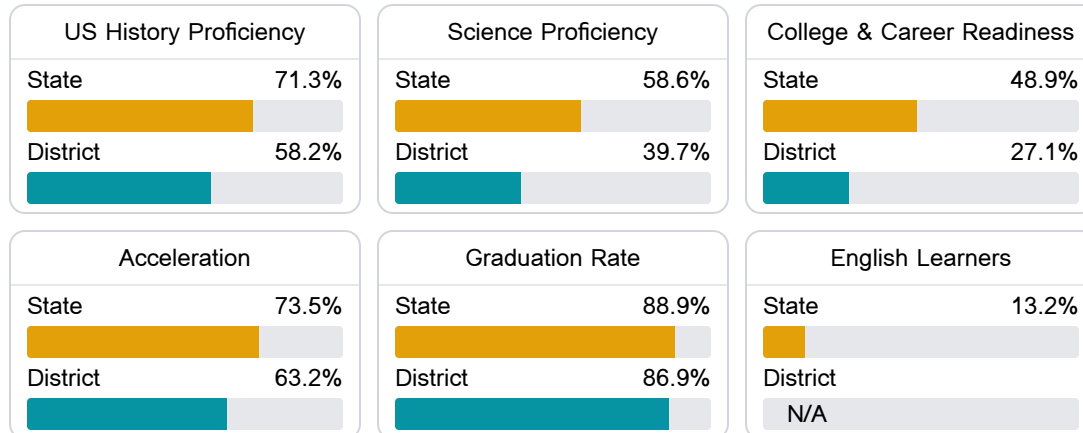 US History Proficiency
State 71.3%
District 58.2%
Science Proficiency
State 58.6%
District 39.7%
College & Career Readiness
State 48.9%
District 27.1%
Acceleration
State 73.5%
District 63.2%
Graduation Rate
State 88.9%
District 86.9%
English Learners
State 13.2%
District
N/A